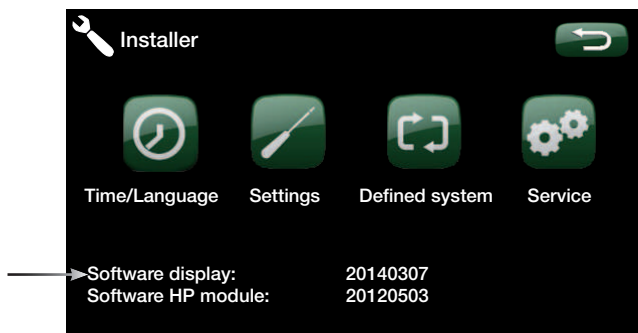 Installer
Time/Language Settings Defined system Service
Software display: 20140307
Software HP module: 20120503